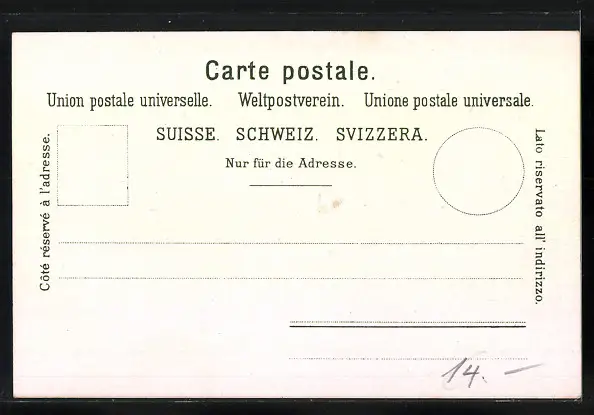 Carte postale.
Union postale universelle. Weltpostverein. Unione postale universale.
SUISSE. SCHWEIZ. SVIZZERA.
Nur für die Adresse.
Côté réservé à l'adresse.
Lato riservato all' indirizzo.
14. –